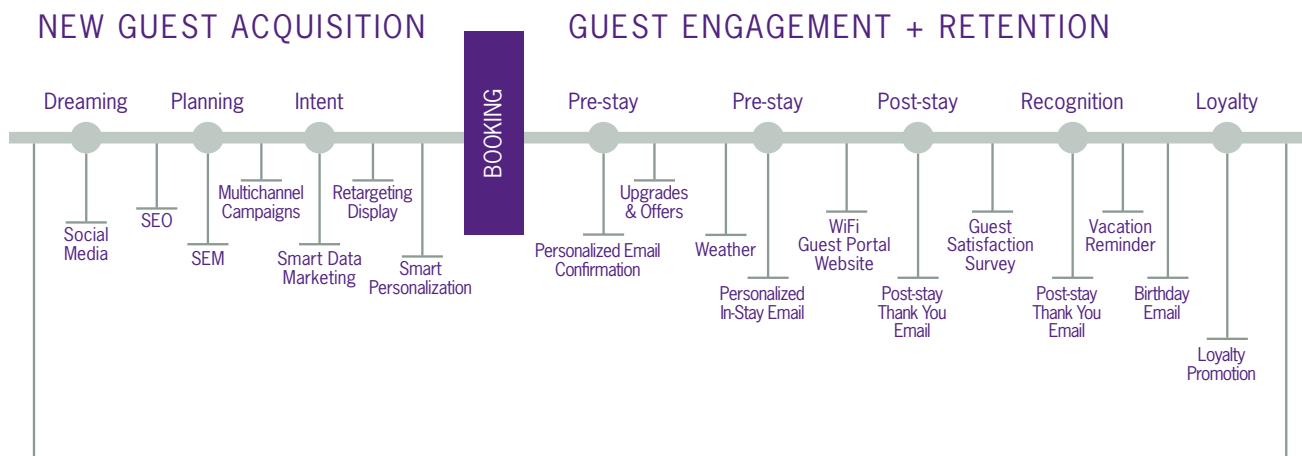 NEW GUEST ACQUISITION
GUEST ENGAGEMENT + RETENTION
BOOKING
Dreaming
Planning
Intent
Pre-stay
Pre-stay
Post-stay
Recognition
Loyalty
Social
Media
SEO
SEM
Multichannel
Campaigns
Smart Data
Marketing
Retargeting
Display
Smart
Personalization
Personalized Email
Confirmation
Upgrades
& Offers
Weather
Personalized
In-Stay Email
WiFi
Guest Portal
Website
Post-stay
Thank You
Email
Guest
Satisfaction
Survey
Post-stay
Thank You
Email
Vacation
Reminder
Birthday
Email
Loyalty
Promotion